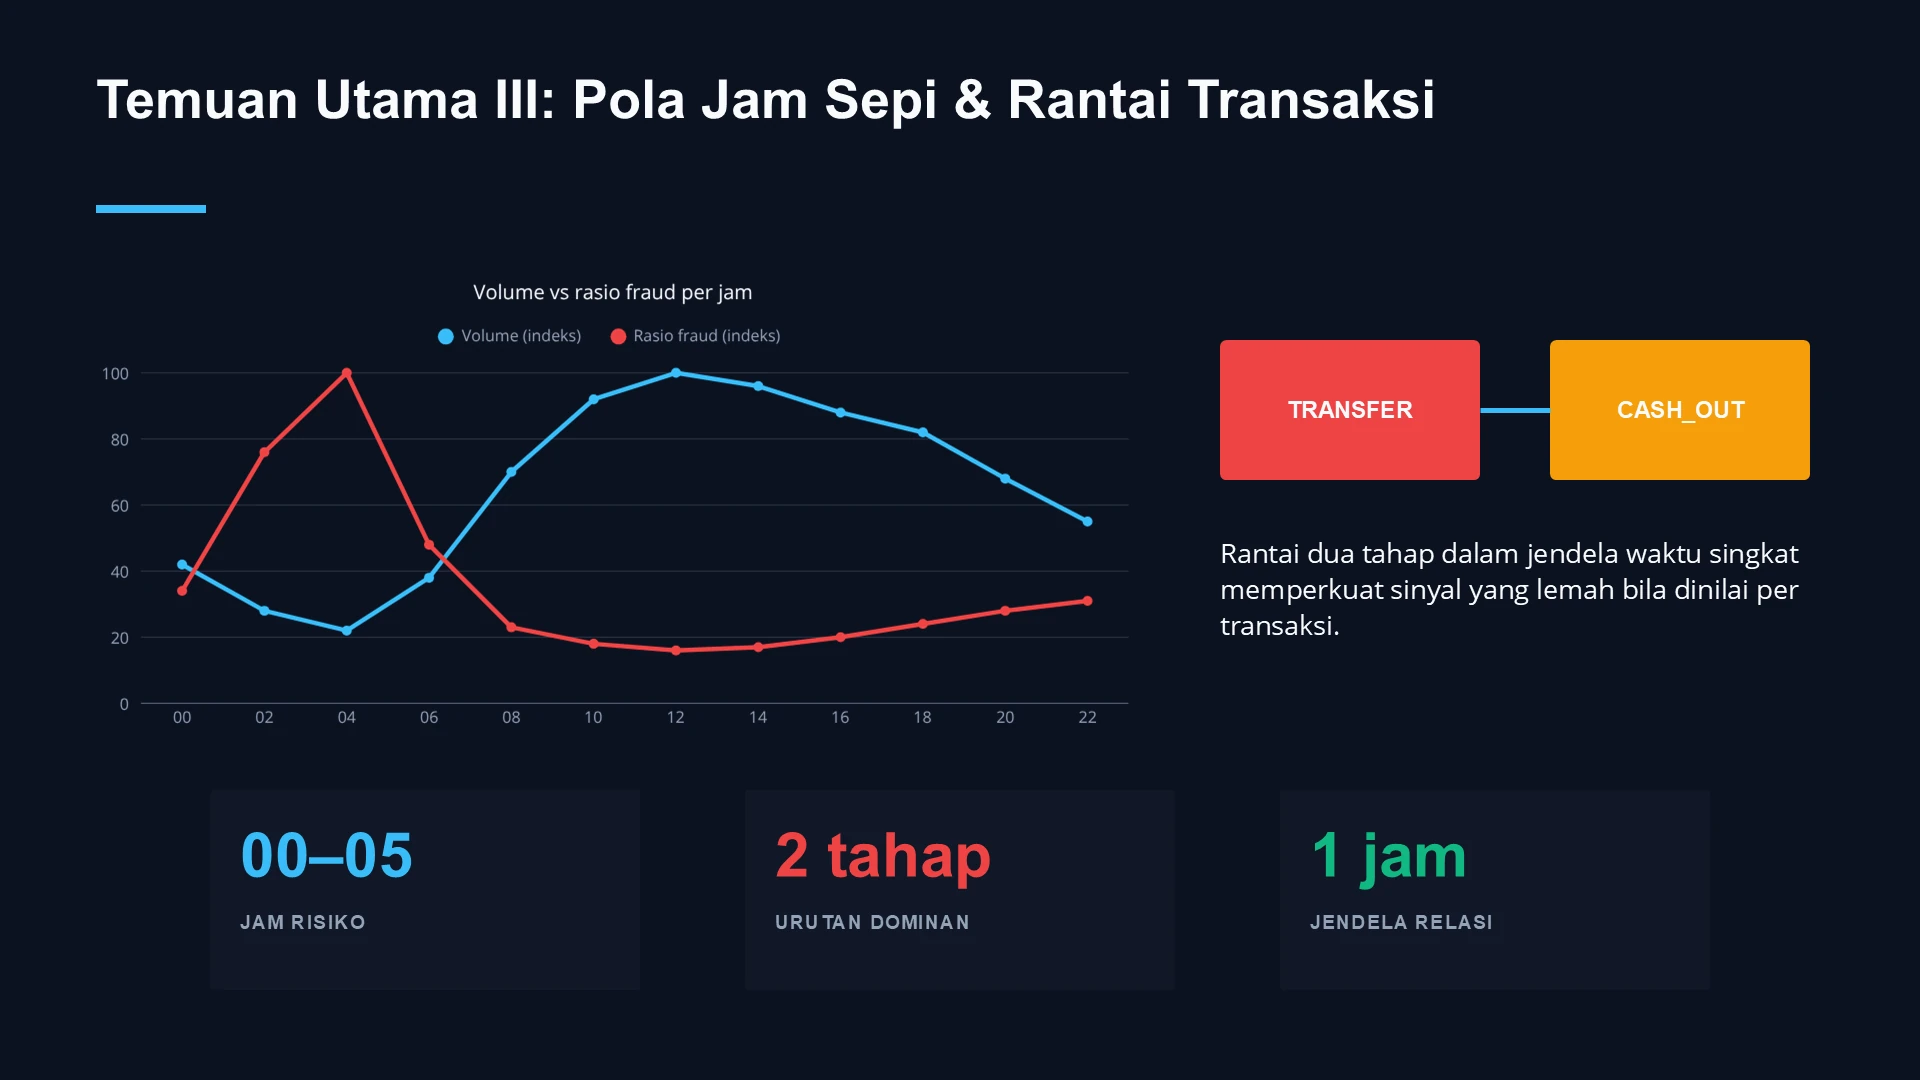 Temuan Utama III: Pola Jam Sepi & Rantai Transaksi
Volume vs rasio fraud per jam
Volume (indeks)
Rasio fraud (indeks)
100
80
60
40
20
0
00 02 04 06 08 10 12 14 16 18 20 22
TRANSFER
CASH_OUT
Rantai dua tahap dalam jendela waktu singkat
memperkuat sinyal yang lemah bila dinilai per
transaksi.
00–05
JAM RISIKO
2 tahap
URUTAN DOMINAN
1 jam
JENDELA RELASI